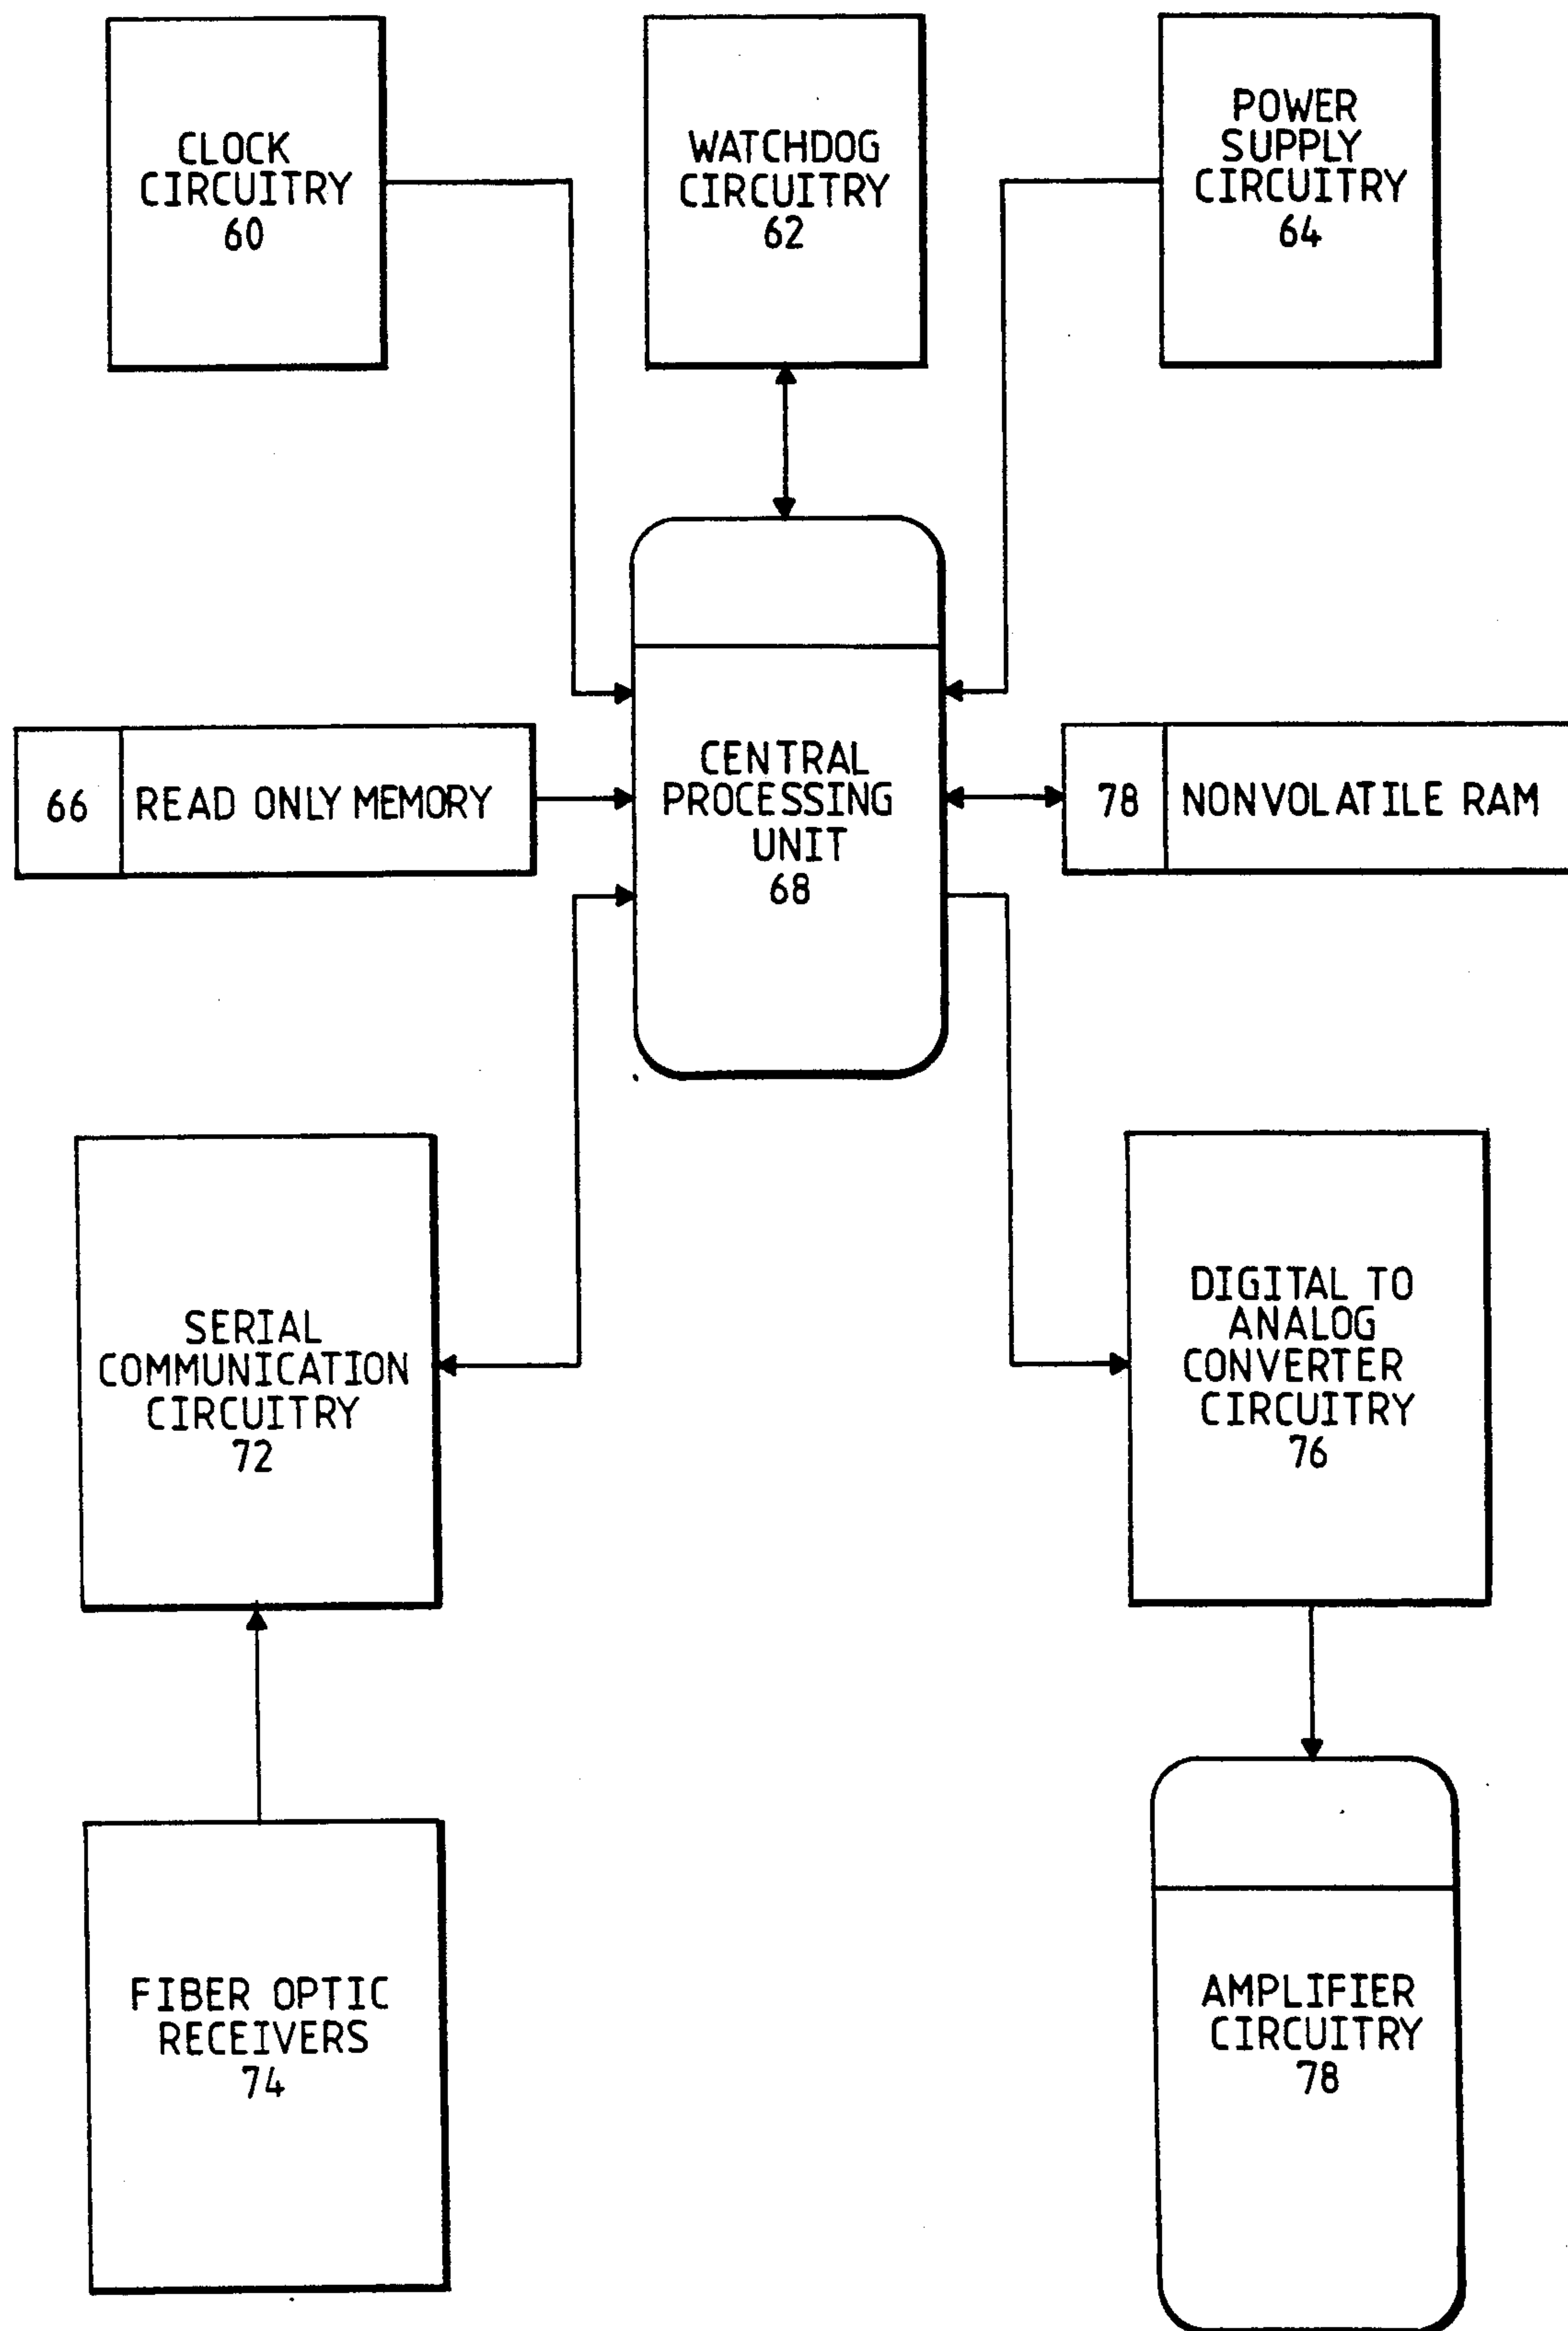 CLOCK
CIRCUITRY
60
WATCHDOG
CIRCUITRY
62
POWER
SUPPLY
CIRCUITRY
64
66 READ ONLY MEMORY
CENTRAL
PROCESSING
UNIT
68
78 NONVOLATILE RAM
SERIAL
COMMUNICATION
CIRCUITRY
72
DIGITAL TO
ANALOG
CONVERTER
CIRCUITRY
76
FIBER OPTIC
RECEIVERS
74
AMPLIFIER
CIRCUITRY
78